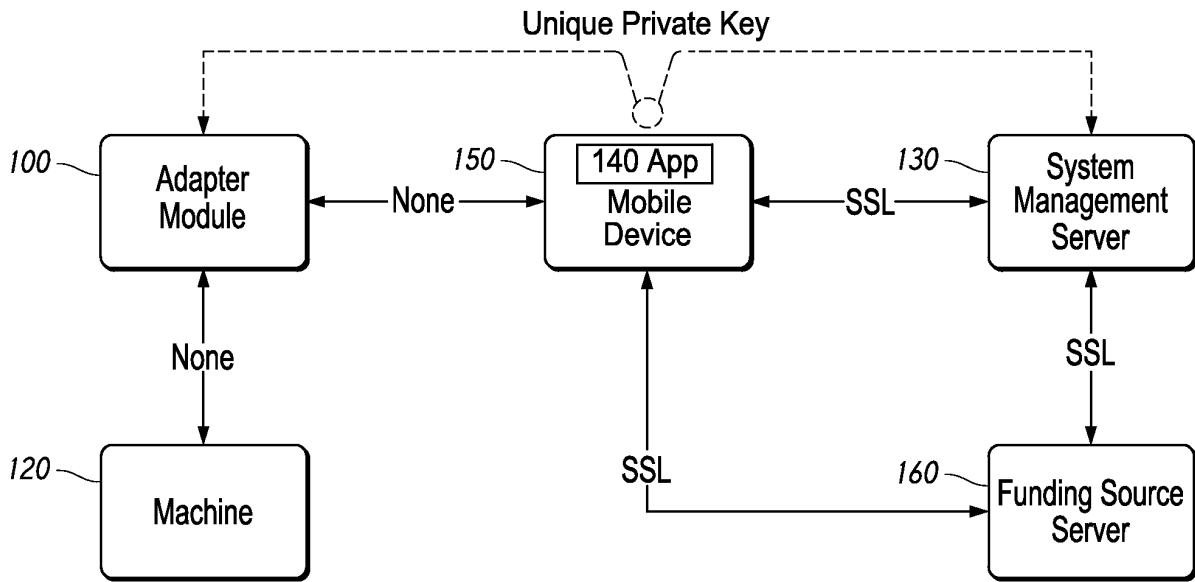 Unique Private Key
100
Adapter
Module
None
150
140 App
Mobile
Device
SSL
130
System
Management
Server
None
SSL
SSL
120
Machine
160
Funding Source
Server